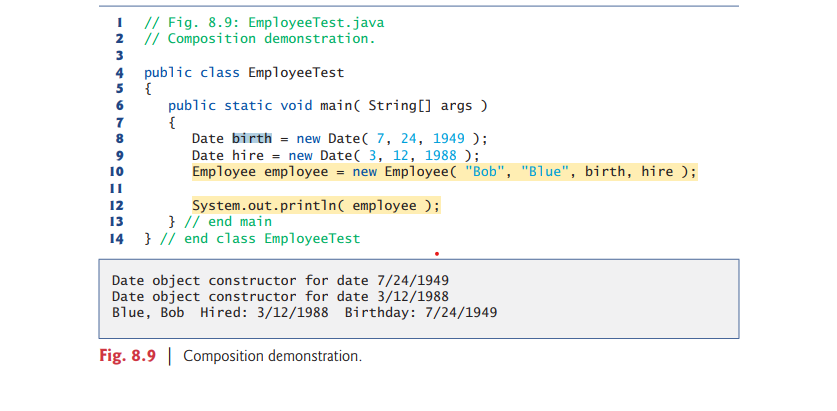 1 // Fig. 8.9: EmployeeTest.java
2 // Composition demonstration.
3
4 public class EmployeeTest
5 {
6 public static void main( String[] args )
7 {
8 Date birth = new Date( 7, 24, 1949 );
9 Date hire = new Date( 3, 12, 1988 );
10 Employee employee = new Employee( "Bob", "Blue", birth, hire );
11
12 System.out.println( employee );
13 } // end main
14 } // end class EmployeeTest
Date object constructor for date 7/24/1949
Date object constructor for date 3/12/1988
Blue, Bob Hired: 3/12/1988 Birthday: 7/24/1949
Fig. 8.9 | Composition demonstration.